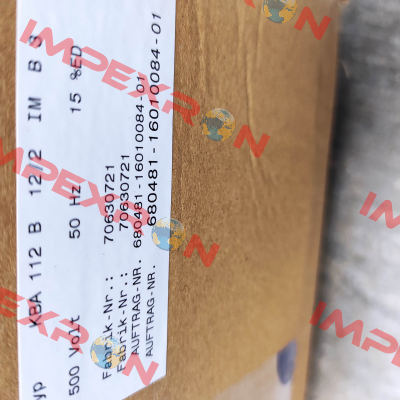 yp KBA 112 B 12/2 IM B 3
500 Volt 50 Hz 15 %ED
Fabrik-Nr.: 70630721
Fabrik-Nr.: 70630721
AUFTRAG-NR. 680481-16010084-01
AUFTRAG-NR. 680481-16010084-01
IMPEXRON
IMPEXRON
IMPEXRON
IMPEX